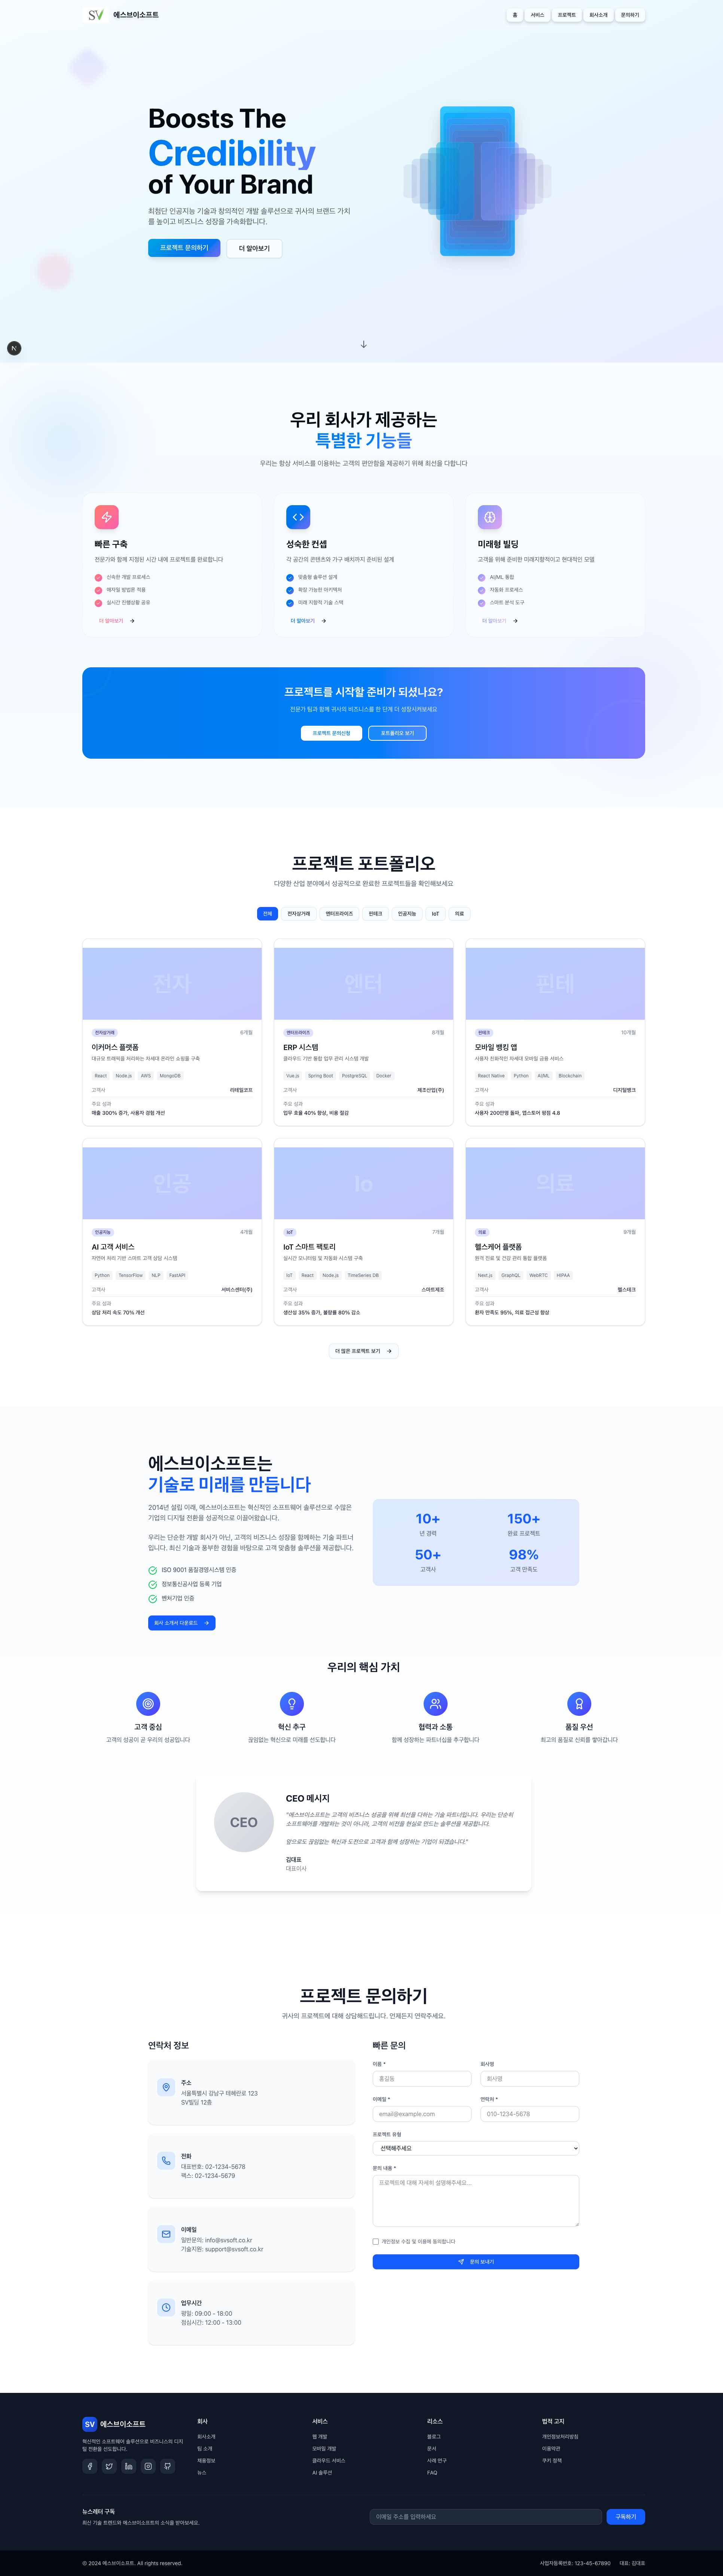 SV 에스브이소프트
홈 서비스 프로젝트 회사소개 문의하기
Boosts The
Credibility
of Your Brand
최첨단 인공지능 기술과 창의적인 개발 솔루션으로 귀사의 브랜드 가치
를 높이고 비즈니스 성장을 가속화합니다.
프로젝트 문의하기 더 알아보기
N
우리 회사가 제공하는
특별한 기능들
우리는 항상 서비스를 이용하는 고객의 편안함을 제공하기 위해 최선을 다합니다
빠른 구축
전문가와 함께 지정된 시간 내에 프로젝트를 완료합니다
신속한 개발 프로세스
애자일 방법론 적용
실시간 진행상황 공유
더 알아보기
성숙한 컨셉
각 공간의 콘텐츠와 가구 배치까지 준비된 설계
맞춤형 솔루션 설계
확장 가능한 아키텍처
미래 지향적 기술 스택
더 알아보기
미래형 빌딩
고객을 위해 준비한 미래지향적이고 현대적인 모델
AI/ML 통합
자동화 프로세스
스마트 분석 도구
더 알아보기
프로젝트를 시작할 준비가 되셨나요?
전문가 팀과 함께 귀사의 비즈니스를 한 단계 더 성장시켜보세요
프로젝트 문의신청 포트폴리오 보기
프로젝트 포트폴리오
다양한 산업 분야에서 성공적으로 완료한 프로젝트들을 확인해보세요
전체 전자상거래 엔터프라이즈 핀테크 인공지능 IoT 의료
전자
전자상거래 6개월
이커머스 플랫폼
대규모 트래픽을 처리하는 차세대 온라인 쇼핑몰 구축
React Node.js AWS MongoDB
고객사 리테일코프
주요 성과
매출 300% 증가, 사용자 경험 개선
엔터
엔터프라이즈 8개월
ERP 시스템
클라우드 기반 통합 업무 관리 시스템 개발
Vue.js Spring Boot PostgreSQL Docker
고객사 제조산업(주)
주요 성과
업무 효율 40% 향상, 비용 절감
핀테
핀테크 10개월
모바일 뱅킹 앱
사용자 친화적인 차세대 모바일 금융 서비스
React Native Python AI/ML Blockchain
고객사 디지털뱅크
주요 성과
사용자 200만명 돌파, 앱스토어 평점 4.8
인공
인공지능 4개월
AI 고객 서비스
자연어 처리 기반 스마트 고객 상담 시스템
Python TensorFlow NLP FastAPI
고객사 서비스센터(주)
주요 성과
상담 처리 속도 70% 개선
Io
IoT 7개월
IoT 스마트 팩토리
실시간 모니터링 및 자동화 시스템 구축
IoT React Node.js TimeSeries DB
고객사 스마트제조
주요 성과
생산성 35% 증가, 불량률 80% 감소
의료
의료 9개월
헬스케어 플랫폼
원격 진료 및 건강 관리 통합 플랫폼
Next.js GraphQL WebRTC HIPAA
고객사 헬스테크
주요 성과
환자 만족도 95%, 의료 접근성 향상
더 많은 프로젝트 보기
에스브이소프트는
기술로 미래를 만듭니다
2014년 설립 이래, 에스브이소프트는 혁신적인 소프트웨어 솔루션으로 수많은
기업의 디지털 전환을 성공적으로 이끌어왔습니다.
우리는 단순한 개발 회사가 아닌, 고객의 비즈니스 성장을 함께하는 기술 파트너
입니다. 최신 기술과 풍부한 경험을 바탕으로 고객 맞춤형 솔루션을 제공합니다.
ISO 9001 품질경영시스템 인증
정보통신공사업 등록 기업
벤처기업 인증
회사 소개서 다운로드
10+ 150+
년 경력 완료 프로젝트
50+ 98%
고객사 고객 만족도
우리의 핵심 가치
고객 중심
고객의 성공이 곧 우리의 성공입니다
혁신 추구
끊임없는 혁신으로 미래를 선도합니다
협력과 소통
함께 성장하는 파트너십을 추구합니다
품질 우선
최고의 품질로 신뢰를 쌓아갑니다
CEO
CEO 메시지
"에스브이소프트는 고객의 비즈니스 성공을 위해 최선을 다하는 기술 파트너입니다. 우리는 단순히
소프트웨어를 개발하는 것이 아니라, 고객의 비전을 현실로 만드는 솔루션을 제공합니다.
앞으로도 끊임없는 혁신과 도전으로 고객과 함께 성장하는 기업이 되겠습니다."
김대표
대표이사
프로젝트 문의하기
귀사의 프로젝트에 대해 상담해드립니다. 언제든지 연락주세요.
연락처 정보
주소
서울특별시 강남구 테헤란로 123
SV빌딩 12층
전화
대표번호: 02-1234-5678
팩스: 02-1234-5679
이메일
일반문의: info@svsoft.co.kr
기술지원: support@svsoft.co.kr
업무시간
평일: 09:00 - 18:00
점심시간: 12:00 - 13:00
빠른 문의
이름 * 회사명
홍길동 회사명
이메일 * 연락처 *
email@example.com 010-1234-5678
프로젝트 유형
선택해주세요
문의 내용 *
프로젝트에 대해 자세히 설명해주세요...
개인정보 수집 및 이용에 동의합니다
문의 보내기
SV 에스브이소프트
혁신적인 소프트웨어 솔루션으로 귀사의 디지
털 전환을 선도합니다.
회사
회사소개
팀 소개
채용정보
뉴스
서비스
웹 개발
모바일 개발
클라우드 서비스
AI 솔루션
리소스
블로그
문서
사례 연구
FAQ
법적 고지
개인정보처리방침
이용약관
쿠키 정책
뉴스레터 구독
최신 기술 트렌드와 에스브이소프트의 소식을 받아보세요.
이메일 주소를 입력하세요 구독하기
© 2024 에스브이소프트. All rights reserved.
사업자등록번호: 123-45-67890 대표: 김대표